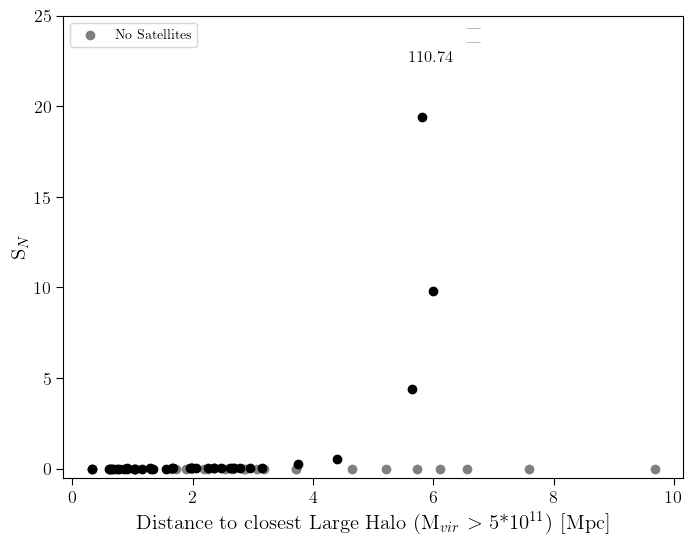 No Satellites
110.74
25
20
15
10
5
0
S_N
0 2 4 6 8 10
Distance to closest Large Halo (M_vir > 5*10^11) [Mpc]